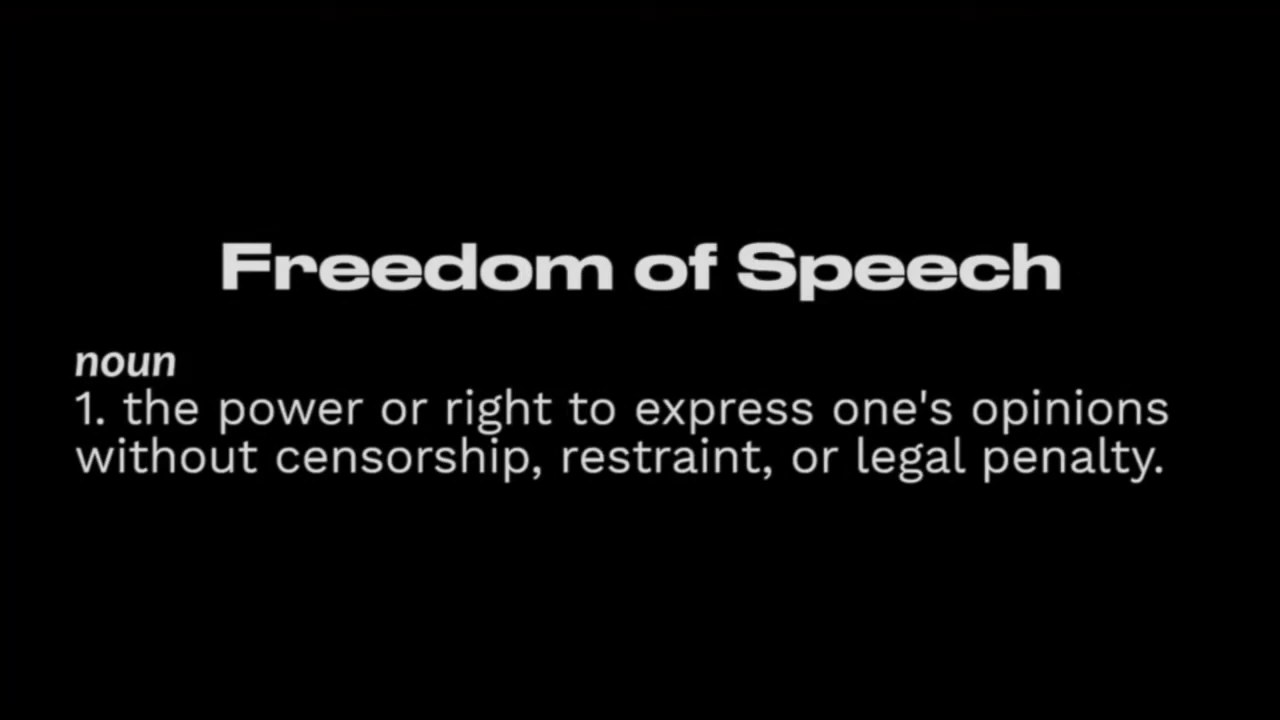 Freedom of Speech
noun
1. the power or right to express one's opinions
without censorship, restraint, or legal penalty.